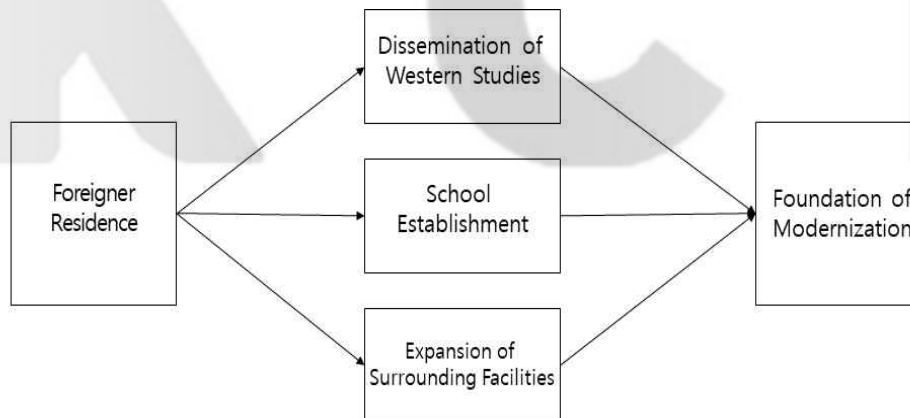 Dissemination of
Western Studies
Foreigner
Residence
School
Establishment
Foundation of
Modernization
Expansion of
Surrounding Facilities